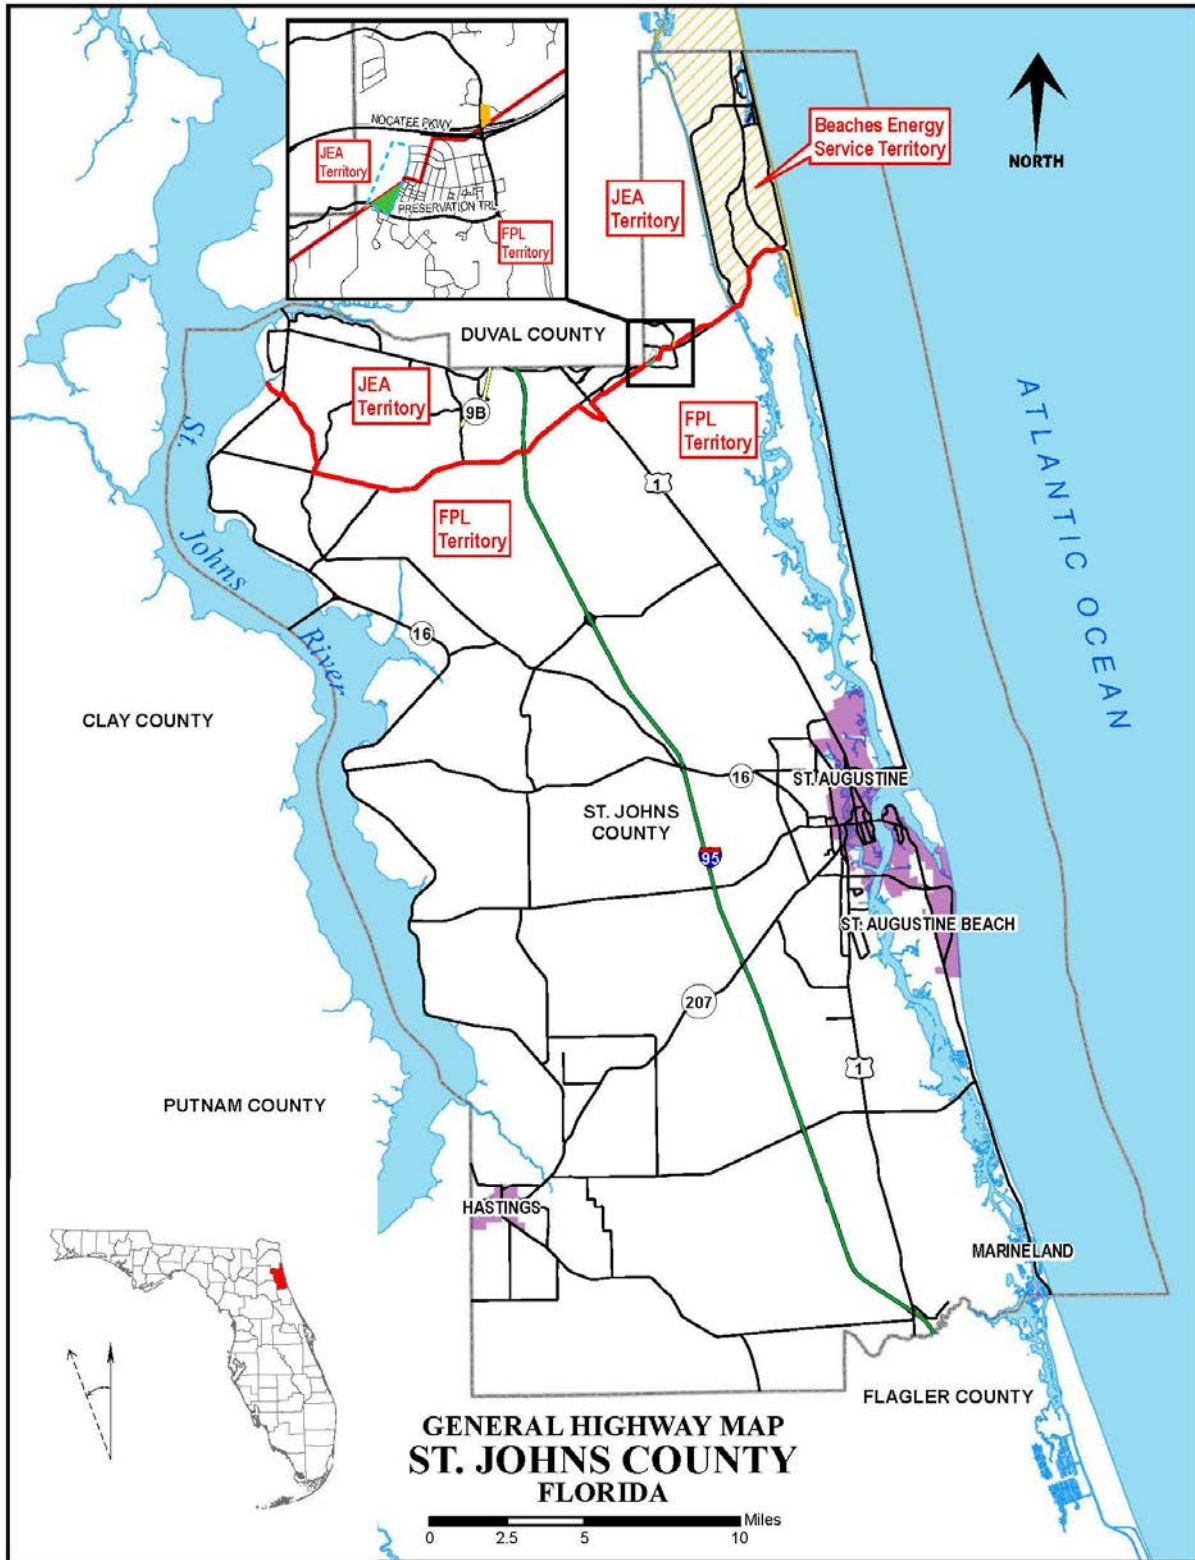 NOCATEE PKWY
JEA
Territory
PRESERVATION TRL
FPL
Territory
Beaches Energy
Service Territory
NORTH
JEA
Territory
DUVAL COUNTY
JEA
Territory
9B
FPL
Territory
1
FPL
Territory
St.
Johns
River
ATLANTIC OCEAN
16
CLAY COUNTY
16
ST. AUGUSTINE
ST. JOHNS
COUNTY
95
ST. AUGUSTINE BEACH
207
1
PUTNAM COUNTY
HASTINGS
MARINELAND
FLAGLER COUNTY
GENERAL HIGHWAY MAP
ST. JOHNS COUNTY
FLORIDA
Miles
0 2.5 5 10